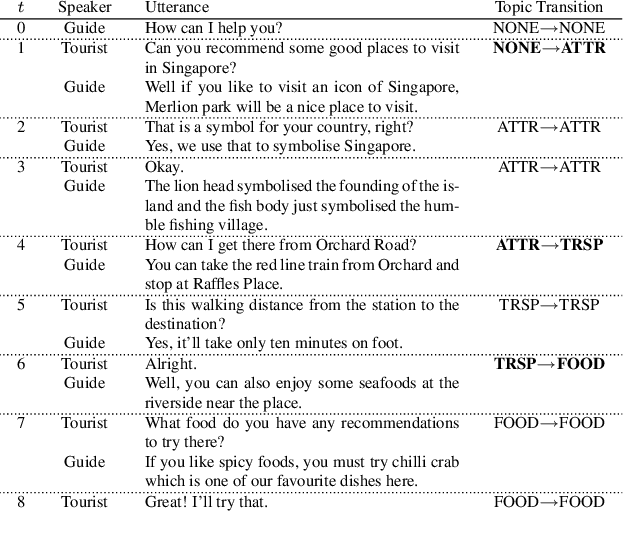 t Speaker Utterance Topic Transition
0 Guide How can I help you? NONE→NONE
1 Tourist Can you recommend some good places to visit NONE→ATTR
in Singapore?
Guide Well if you like to visit an icon of Singapore,
Merlion park will be a nice place to visit.
2 Tourist That is a symbol for your country, right? ATTR→ATTR
Guide Yes, we use that to symbolise Singapore.
3 Tourist Okay. ATTR→ATTR
Guide The lion head symbolised the founding of the is-
land and the fish body just symbolised the hum-
ble fishing village.
4 Tourist How can I get there from Orchard Road? ATTR→TRSP
Guide You can take the red line train from Orchard and
stop at Raffles Place.
5 Tourist Is this walking distance from the station to the TRSP→TRSP
destination?
Guide Yes, it'll take only ten minutes on foot.
6 Tourist Alright. TRSP→FOOD
Guide Well, you can also enjoy some seafoods at the
riverside near the place.
7 Tourist What food do you have any recommendations FOOD→FOOD
to try there?
Guide If you like spicy foods, you must try chilli crab
which is one of our favourite dishes here.
8 Tourist Great! I'll try that. FOOD→FOOD